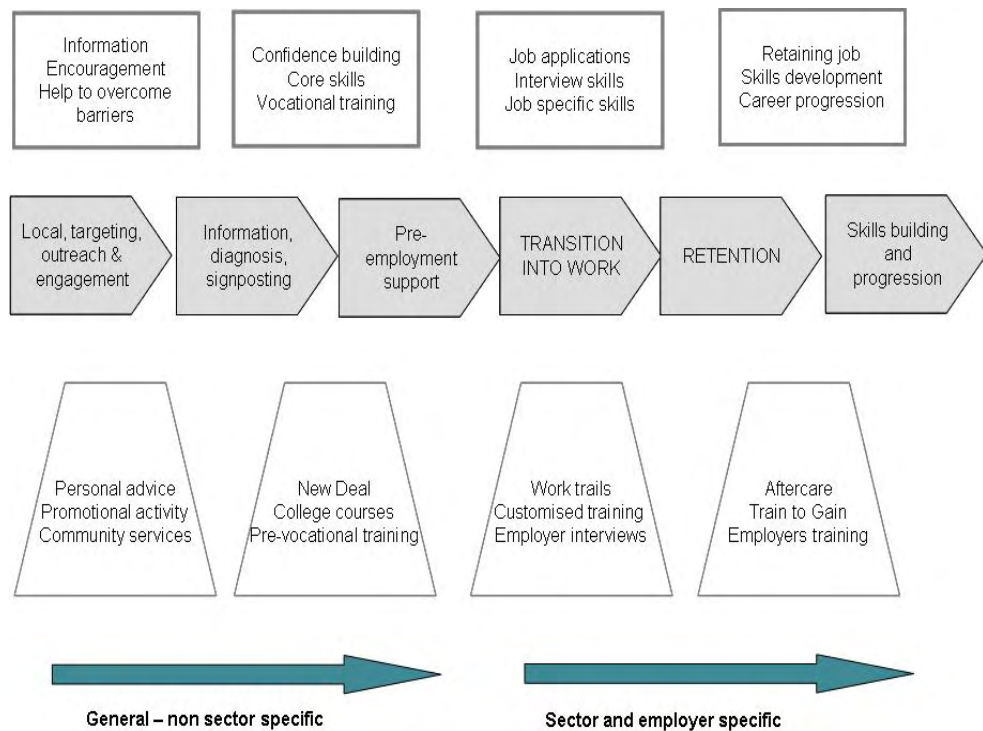 Information
Encouragement
Help to overcome
barriers
Confidence building
Core skills
Vocational training
Job applications
Interview skills
Job specific skills
Retaining job
Skills development
Career progression
Local, targeting,
outreach &
engagement
Information,
diagnosis,
signposting
Pre-
employment
support
TRANSITION
INTO WORK
RETENTION
Skills building
and
progression
Personal advice
Promotional activity
Community services
New Deal
College courses
Pre-vocational training
Work trails
Customised training
Employer interviews
Aftercare
Train to Gain
Employers training
General – non sector specific
Sector and employer specific